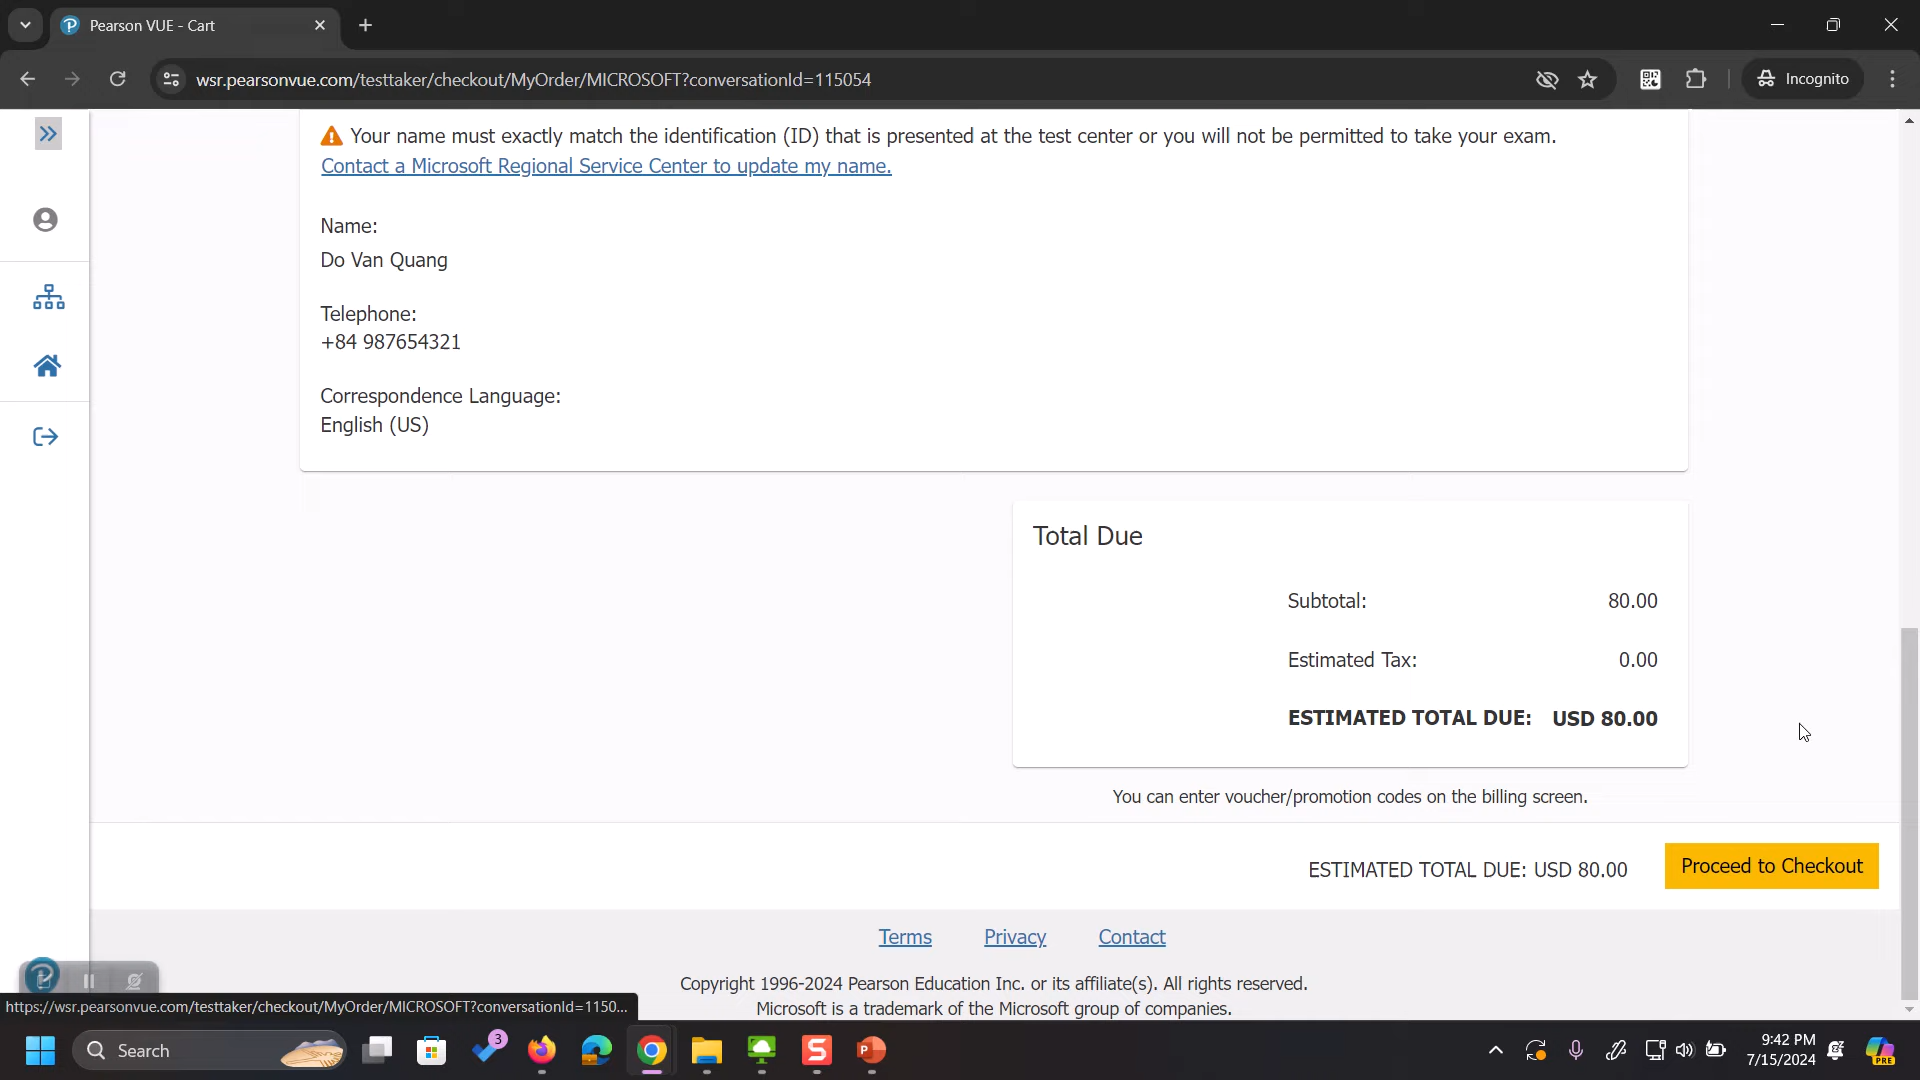 Pearson VUE - Cart
wsr.pearsonvue.com/testtaker/checkout/MyOrder/MICROSOFT?conversationId=115054
Incognito
Your name must exactly match the identification (ID) that is presented at the test center or you will not be permitted to take your exam.
Contact a Microsoft Regional Service Center to update my name.
Name:
Do Van Quang
Telephone:
+84 987654321
Correspondence Language:
English (US)
Total Due
Subtotal: 80.00
Estimated Tax: 0.00
ESTIMATED TOTAL DUE: USD 80.00
You can enter voucher/promotion codes on the billing screen.
ESTIMATED TOTAL DUE: USD 80.00
Proceed to Checkout
Terms Privacy Contact
Copyright 1996-2024 Pearson Education Inc. or its affiliate(s). All rights reserved.
Microsoft is a trademark of the Microsoft group of companies.
https://wsr.pearsonvue.com/testtaker/checkout/MyOrder/MICROSOFT?conversationId=1150...
Search
3
S
P
9:42 PM
7/15/2024
PRE